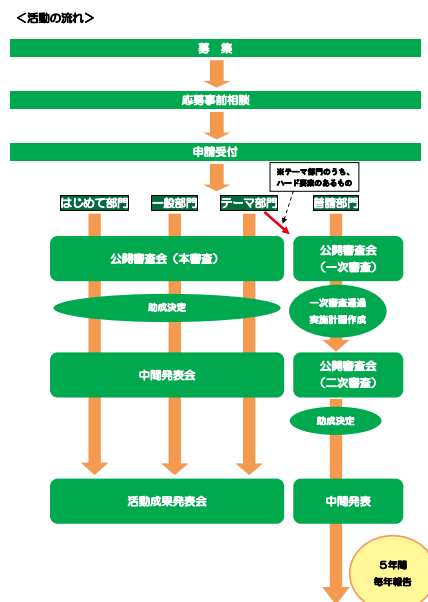 ＜活動の流れ＞
募　集
応募事前相談
申請受付
※テーマ部門のうち、
ハード要素のあるもの
はじめて部門
一般部門
テーマ部門
普請部門
公開審査会（本審査）
公開審査会
（一次審査）
助成決定
一次審査通過
実施計画作成
中間発表会
公開審査会
（二次審査）
助成決定
活動成果発表会
中間発表
５年間
毎年報告